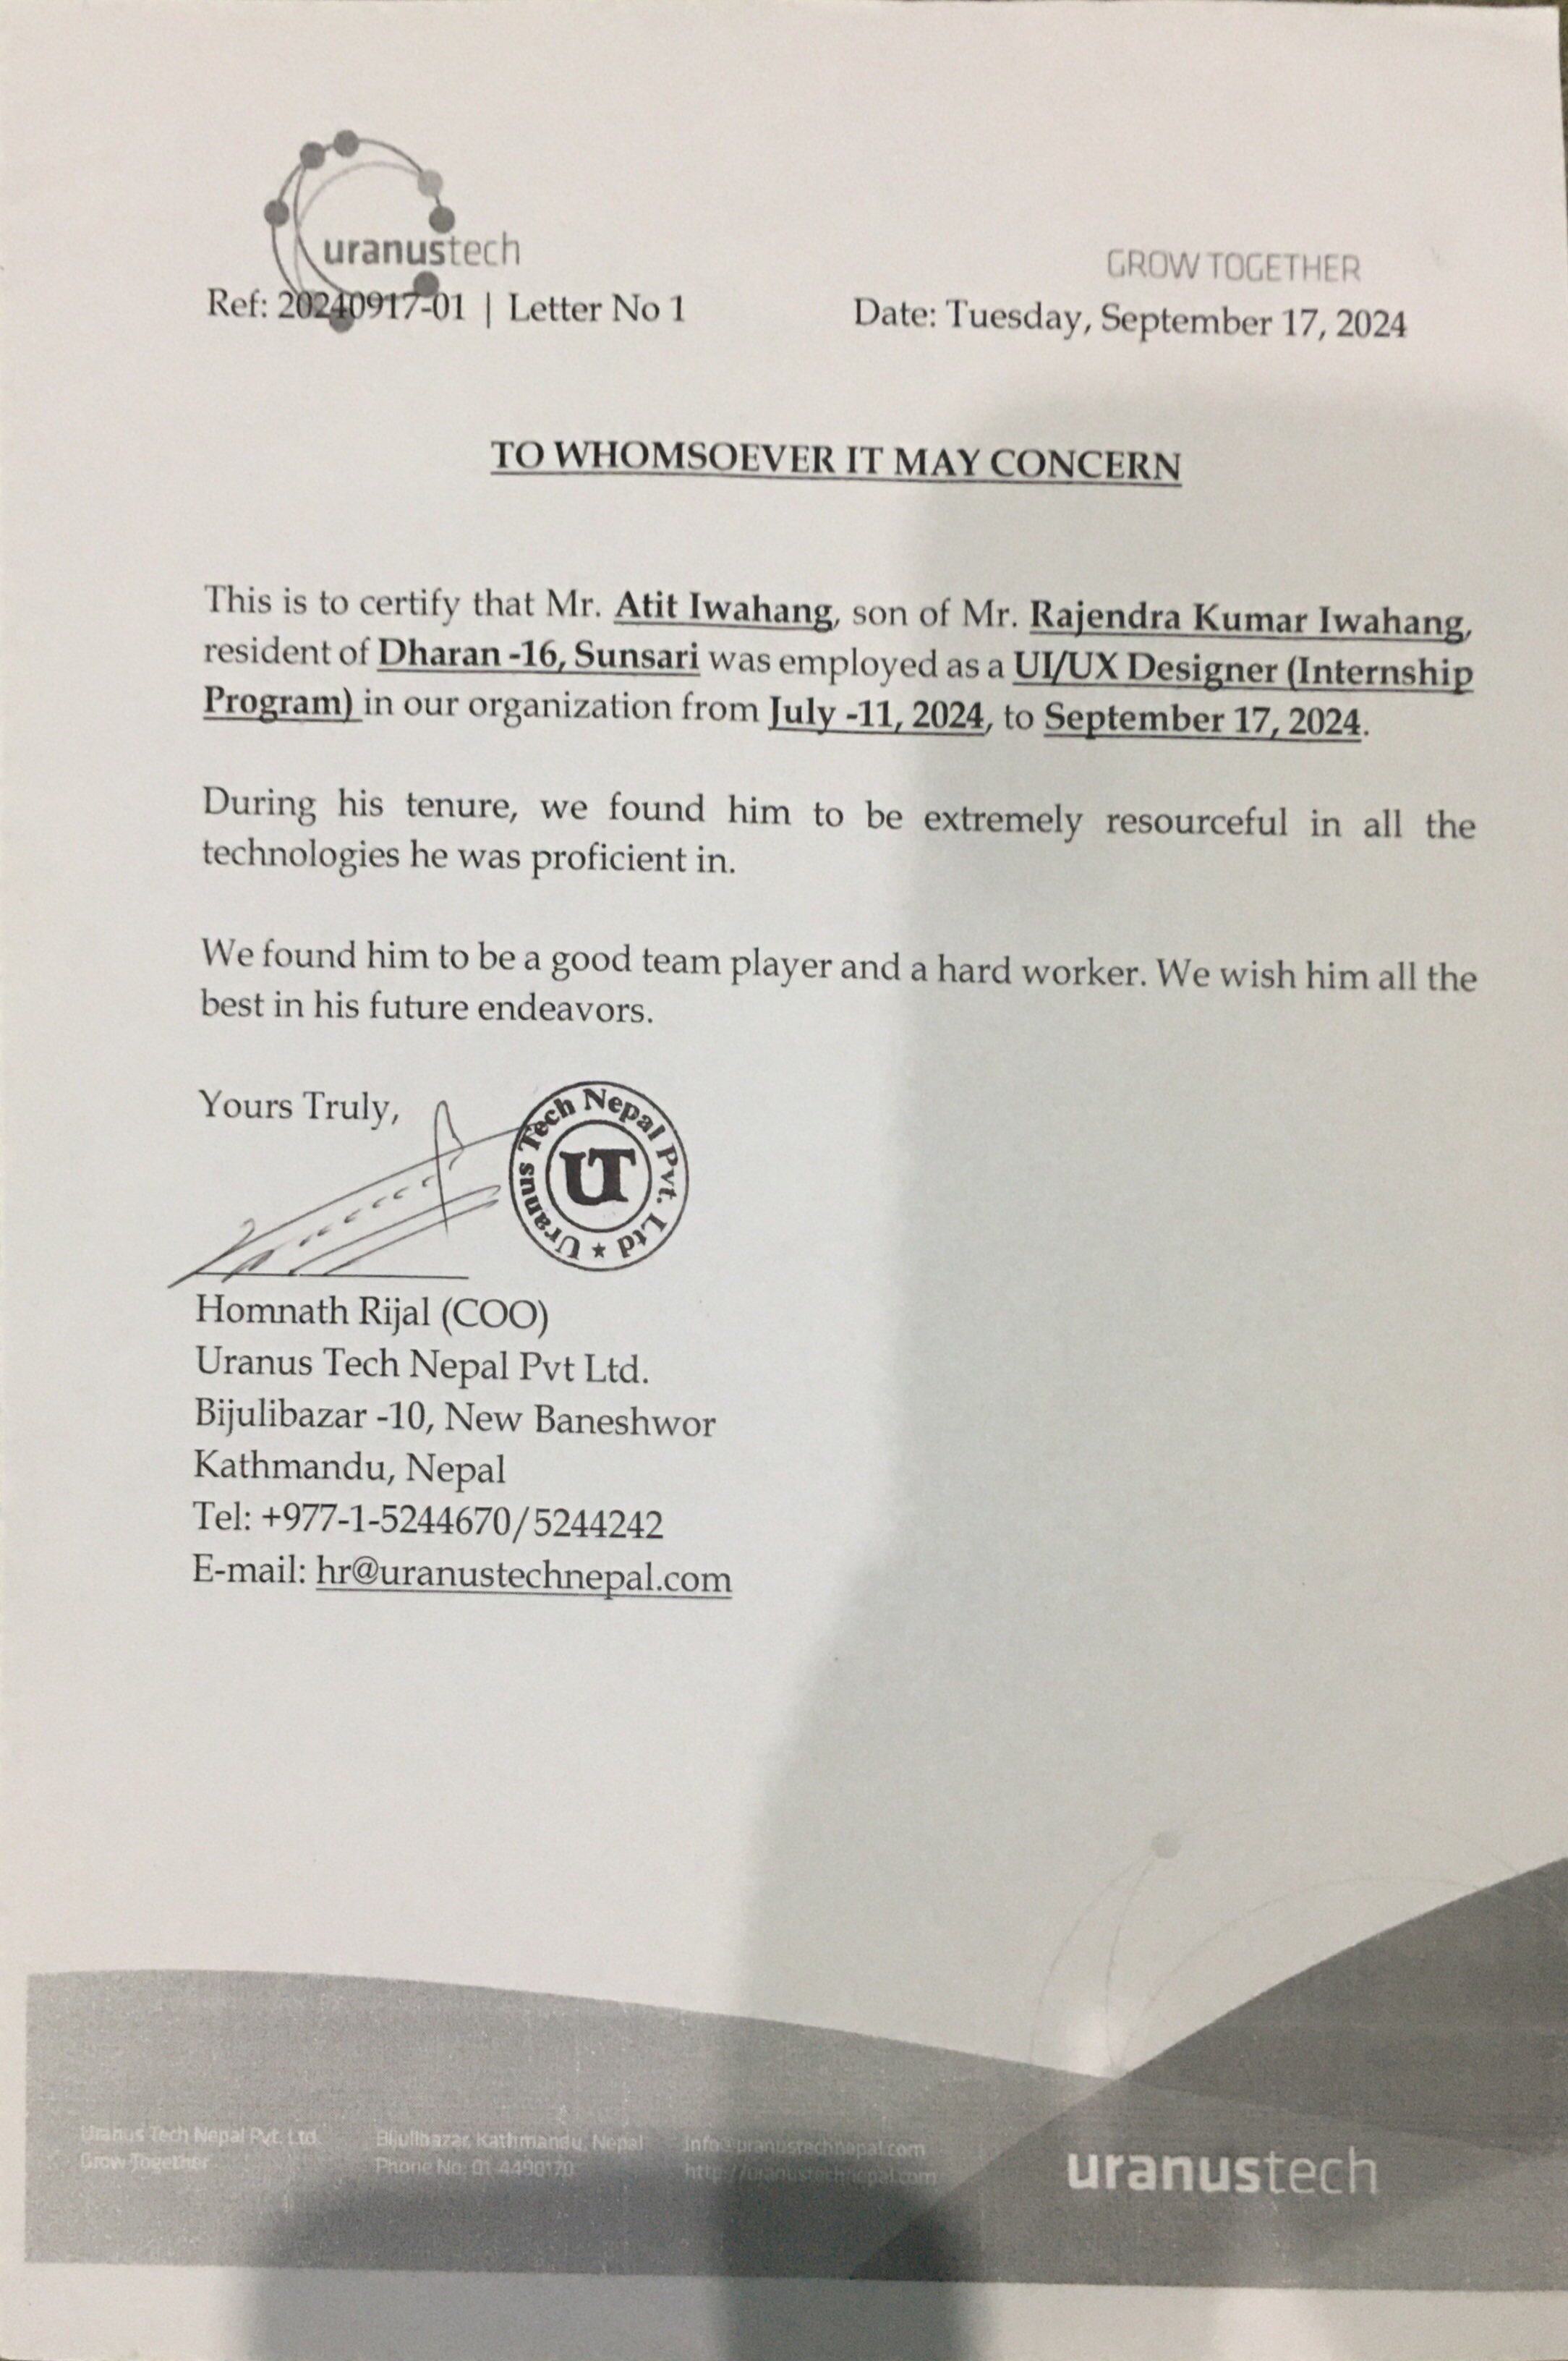 uranustech
GROW TOGETHER
Ref: 20240917-01 | Letter No 1
Date: Tuesday, September 17, 2024
TO WHOMSOEVER IT MAY CONCERN
This is to certify that Mr. Atit Iwahang, son of Mr. Rajendra Kumar Iwahang,
resident of Dharan -16, Sunsari was employed as a UI/UX Designer (Internship
Program) in our organization from July -11, 2024, to September 17, 2024.
During his tenure, we found him to be extremely resourceful in all the
technologies he was proficient in.
We found him to be a good team player and a hard worker. We wish him all the
best in his future endeavors.
Yours Truly,
Uranus Tech Nepal Pvt. Ltd
UT
Homnath Rijal (COO)
Uranus Tech Nepal Pvt Ltd.
Bijulibazar -10, New Baneshwor
Kathmandu, Nepal
Tel: +977-1-5244670/5244242
E-mail: hr@uranustechnepal.com
Uranus Tech Nepal Pvt. Ltd.
Grow Together
Bijulibazar, Kathmandu, Nepal
Phone No: 01
info@uranustechnepal.com
http://uranustechnepal.com
uranustech